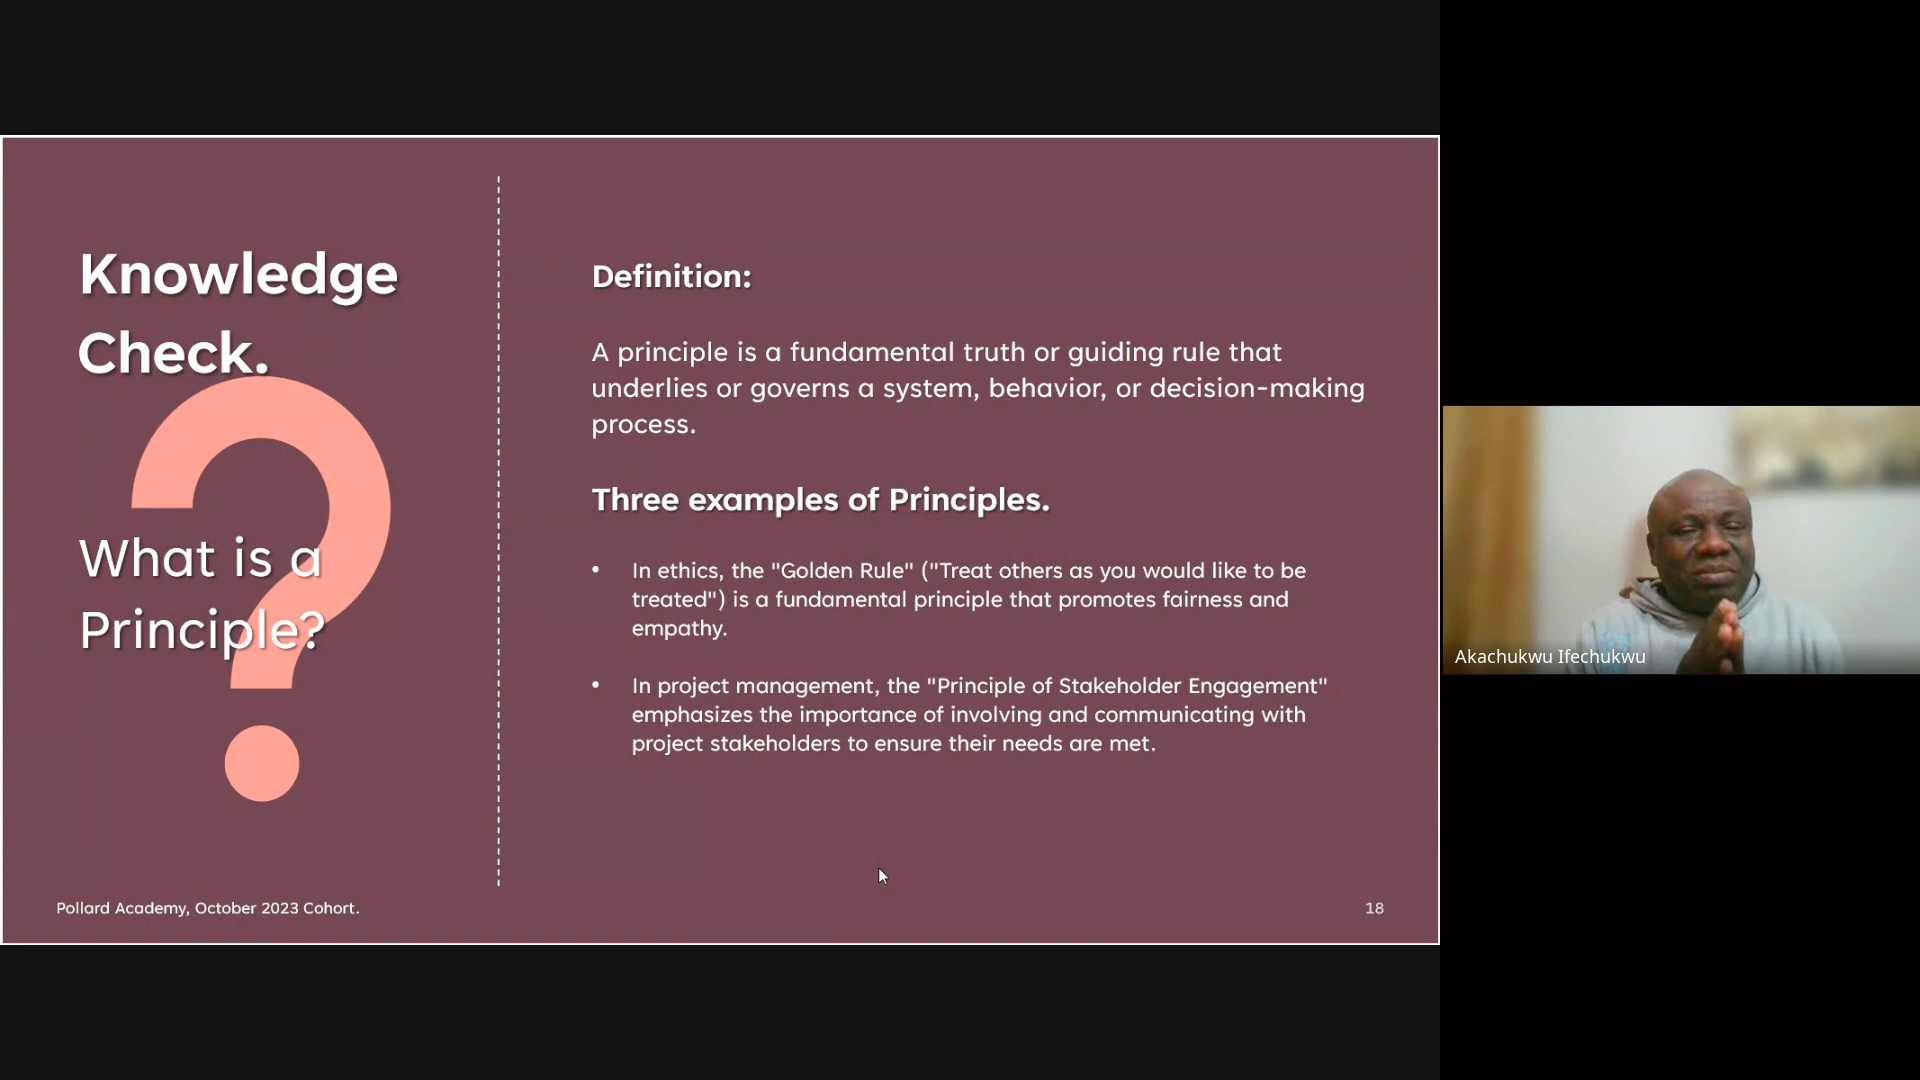 Knowledge
Check.
What is a
Principle?
Definition:
A principle is a fundamental truth or guiding rule that
underlies or governs a system, behavior, or decision-making
process.
Three examples of Principles.
• In ethics, the "Golden Rule" ("Treat others as you would like to be
treated") is a fundamental principle that promotes fairness and
empathy.
• In project management, the "Principle of Stakeholder Engagement"
emphasizes the importance of involving and communicating with
project stakeholders to ensure their needs are met.
Pollard Academy, October 2023 Cohort.
18
Akachukwu Ifechukwu